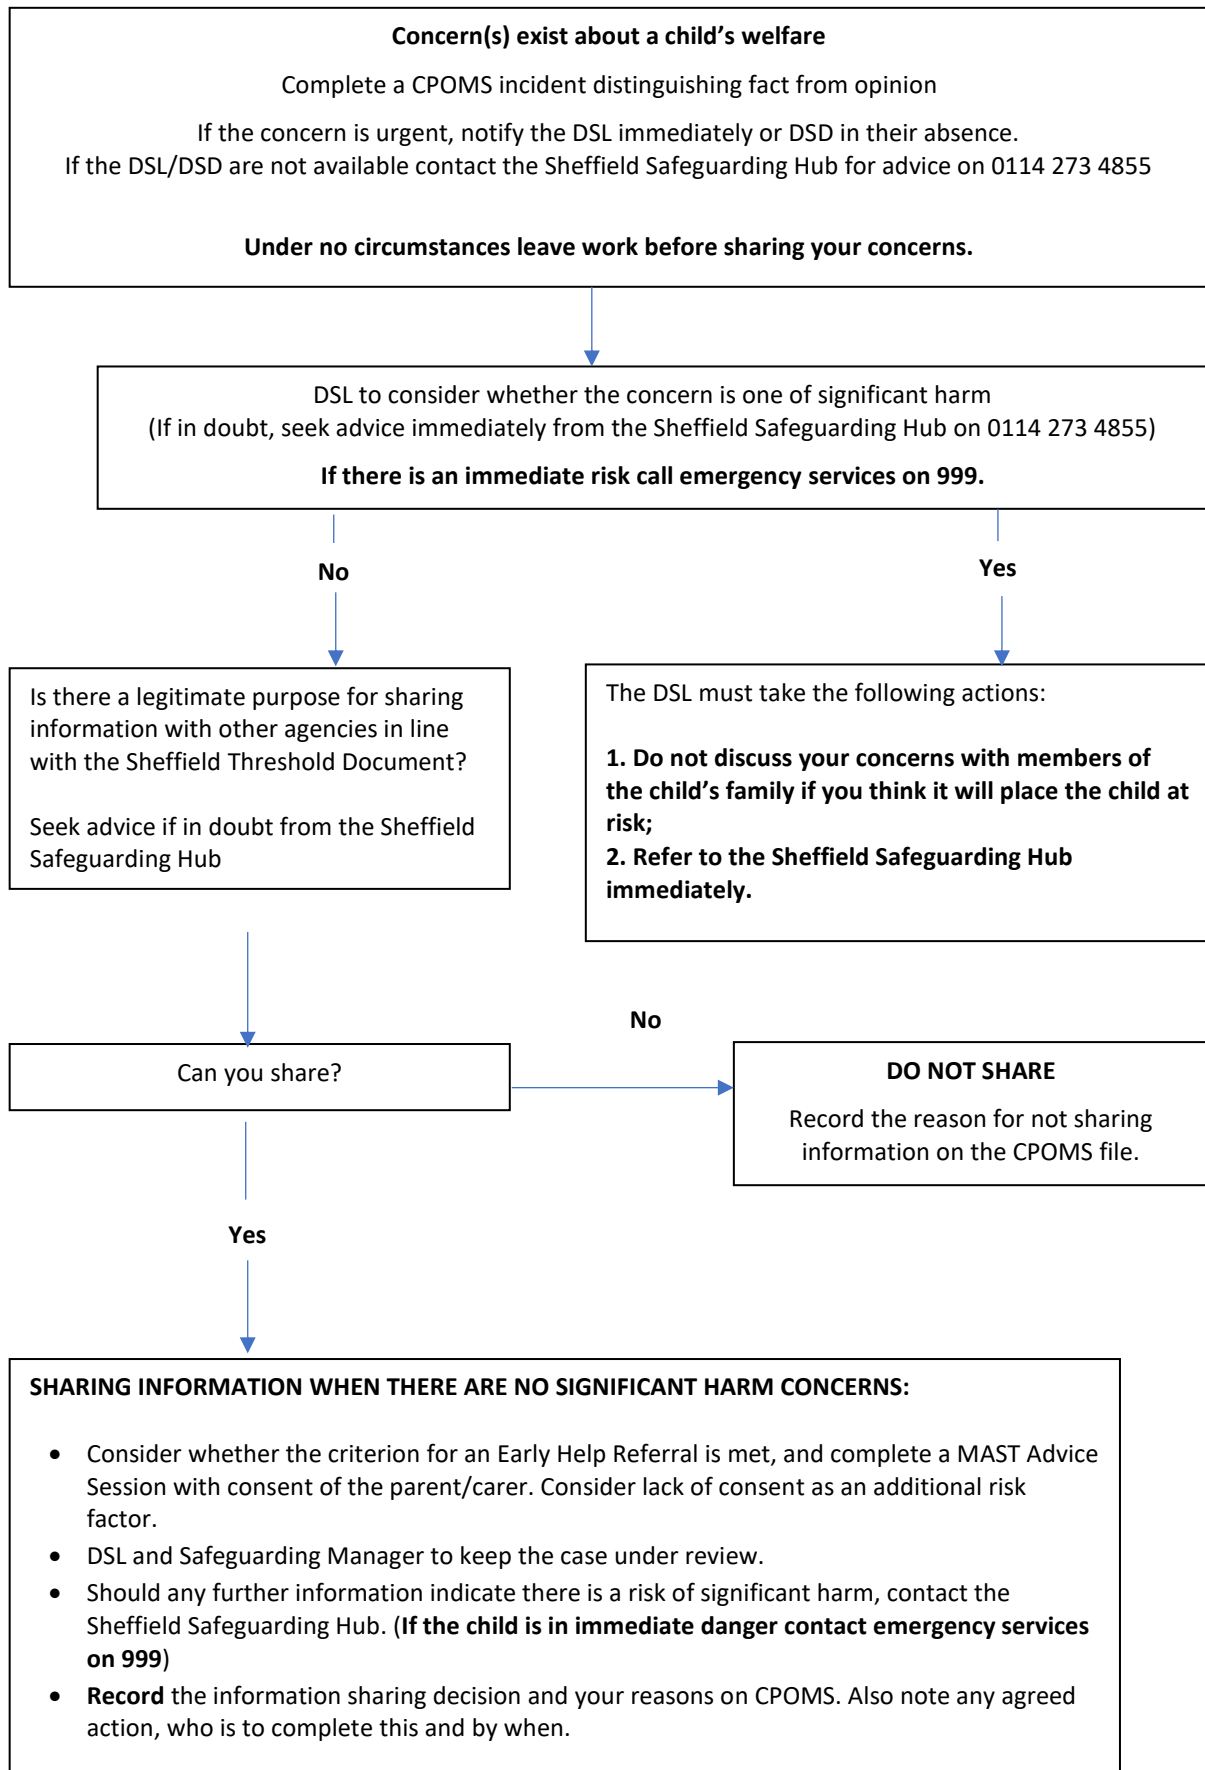 Concern(s) exist about a child’s welfare
Complete a CPOMS incident distinguishing fact from opinion
If the concern is urgent, notify the DSL immediately or DSD in their absence.
If the DSL/DSD are not available contact the Sheffield Safeguarding Hub for advice on 0114 273 4855
Under no circumstances leave work before sharing your concerns.
DSL to consider whether the concern is one of significant harm
(If in doubt, seek advice immediately from the Sheffield Safeguarding Hub on 0114 273 4855)
If there is an immediate risk call emergency services on 999.
No
Yes
Is there a legitimate purpose for sharing
information with other agencies in line
with the Sheffield Threshold Document?
Seek advice if in doubt from the Sheffield
Safeguarding Hub
The DSL must take the following actions:
1. Do not discuss your concerns with members of
the child’s family if you think it will place the child at
risk;
2. Refer to the Sheffield Safeguarding Hub
immediately.
No
Can you share?
DO NOT SHARE
Record the reason for not sharing
information on the CPOMS file.
Yes
SHARING INFORMATION WHEN THERE ARE NO SIGNIFICANT HARM CONCERNS:
• Consider whether the criterion for an Early Help Referral is met, and complete a MAST Advice
Session with consent of the parent/carer. Consider lack of consent as an additional risk
factor.
• DSL and Safeguarding Manager to keep the case under review.
• Should any further information indicate there is a risk of significant harm, contact the
Sheffield Safeguarding Hub. (If the child is in immediate danger contact emergency services
on 999)
• Record the information sharing decision and your reasons on CPOMS. Also note any agreed
action, who is to complete this and by when.